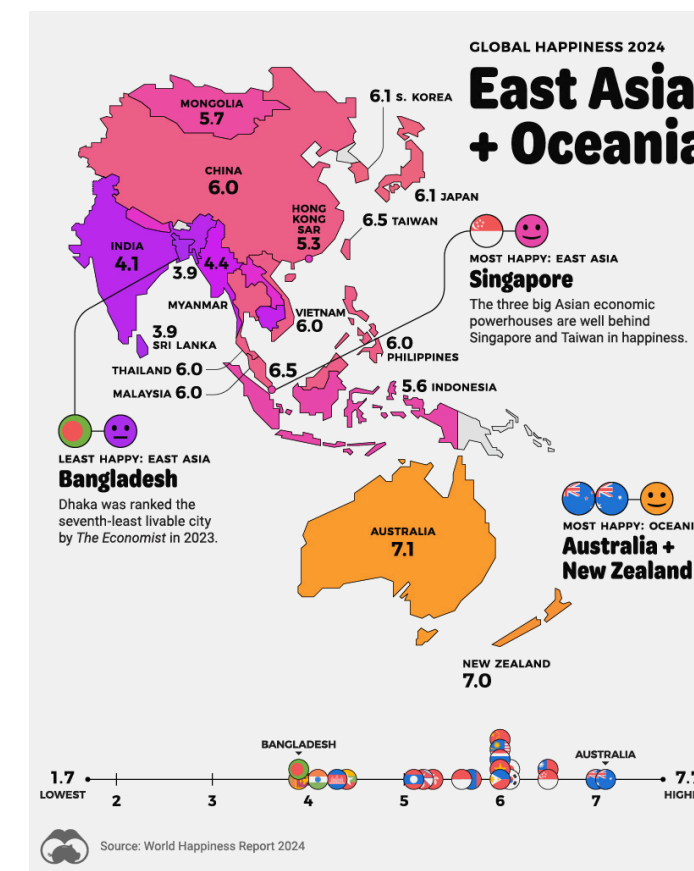 GLOBAL HAPPINESS 2024
East Asia
+ Oceania
MONGOLIA
5.7
6.1 S. KOREA
CHINA
6.0
6.1 JAPAN
HONG
KONG
SAR
5.3
6.5 TAIWAN
INDIA
4.1
3.9
4.4
MYANMAR
VIETNAM
6.0
3.9
SRI LANKA
THAILAND 6.0
MALAYSIA 6.0
6.5
6.0
PHILIPPINES
5.6 INDONESIA
MOST HAPPY: EAST ASIA
Singapore
The three big Asian economic
powerhouses are well behind
Singapore and Taiwan in happiness.
LEAST HAPPY: EAST ASIA
Bangladesh
Dhaka was ranked the
seventh-least livable city
by The Economist in 2023.
AUSTRALIA
7.1
MOST HAPPY: OCEANI
Australia +
New Zealand
NEW ZEALAND
7.0
BANGLADESH
AUSTRALIA
1.7
LOWEST
2
3
4
5
6
7
7.7
HIGH
Source: World Happiness Report 2024